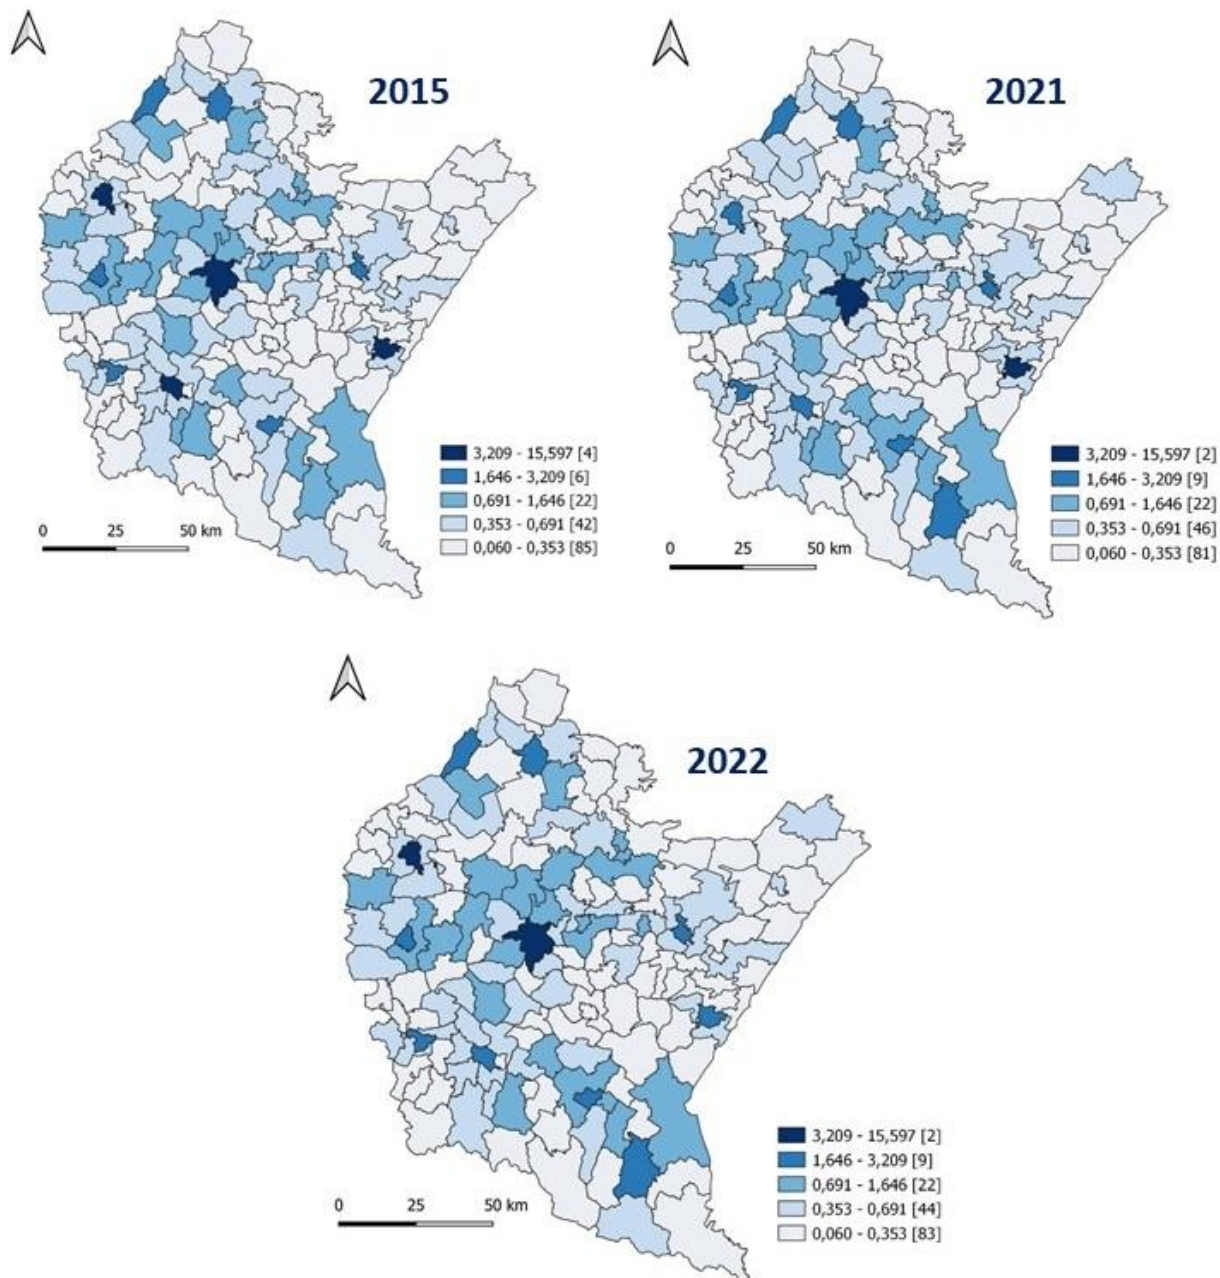 2015
3,209 - 15,597 [4]
1,646 - 3,209 [6]
0,691 - 1,646 [22]
0,353 - 0,691 [42]
0,060 - 0,353 [85]
0 25 50 km
2021
3,209 - 15,597 [2]
1,646 - 3,209 [9]
0,691 - 1,646 [22]
0,353 - 0,691 [46]
0,060 - 0,353 [81]
0 25 50 km
2022
3,209 - 15,597 [2]
1,646 - 3,209 [9]
0,691 - 1,646 [22]
0,353 - 0,691 [44]
0,060 - 0,353 [83]
0 25 50 km